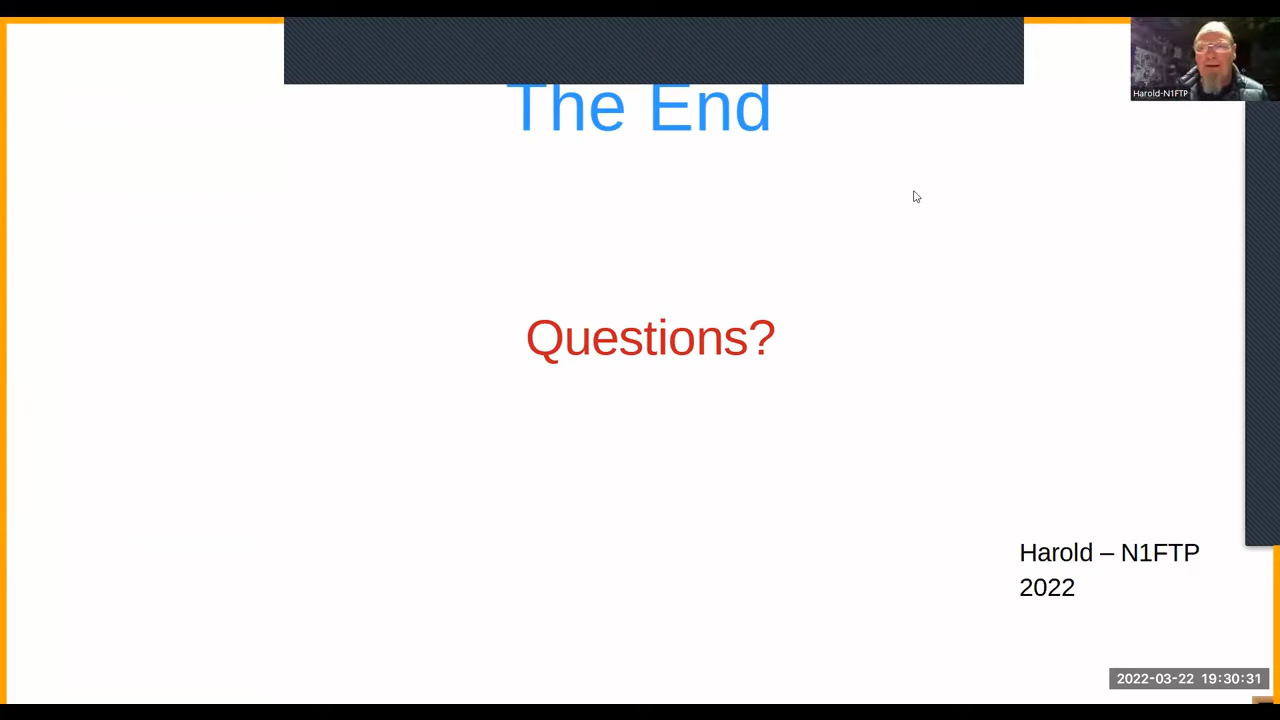 The End
Harold-N1FTP
Questions?
Harold – N1FTP
2022
2022-03-22 19:30:31